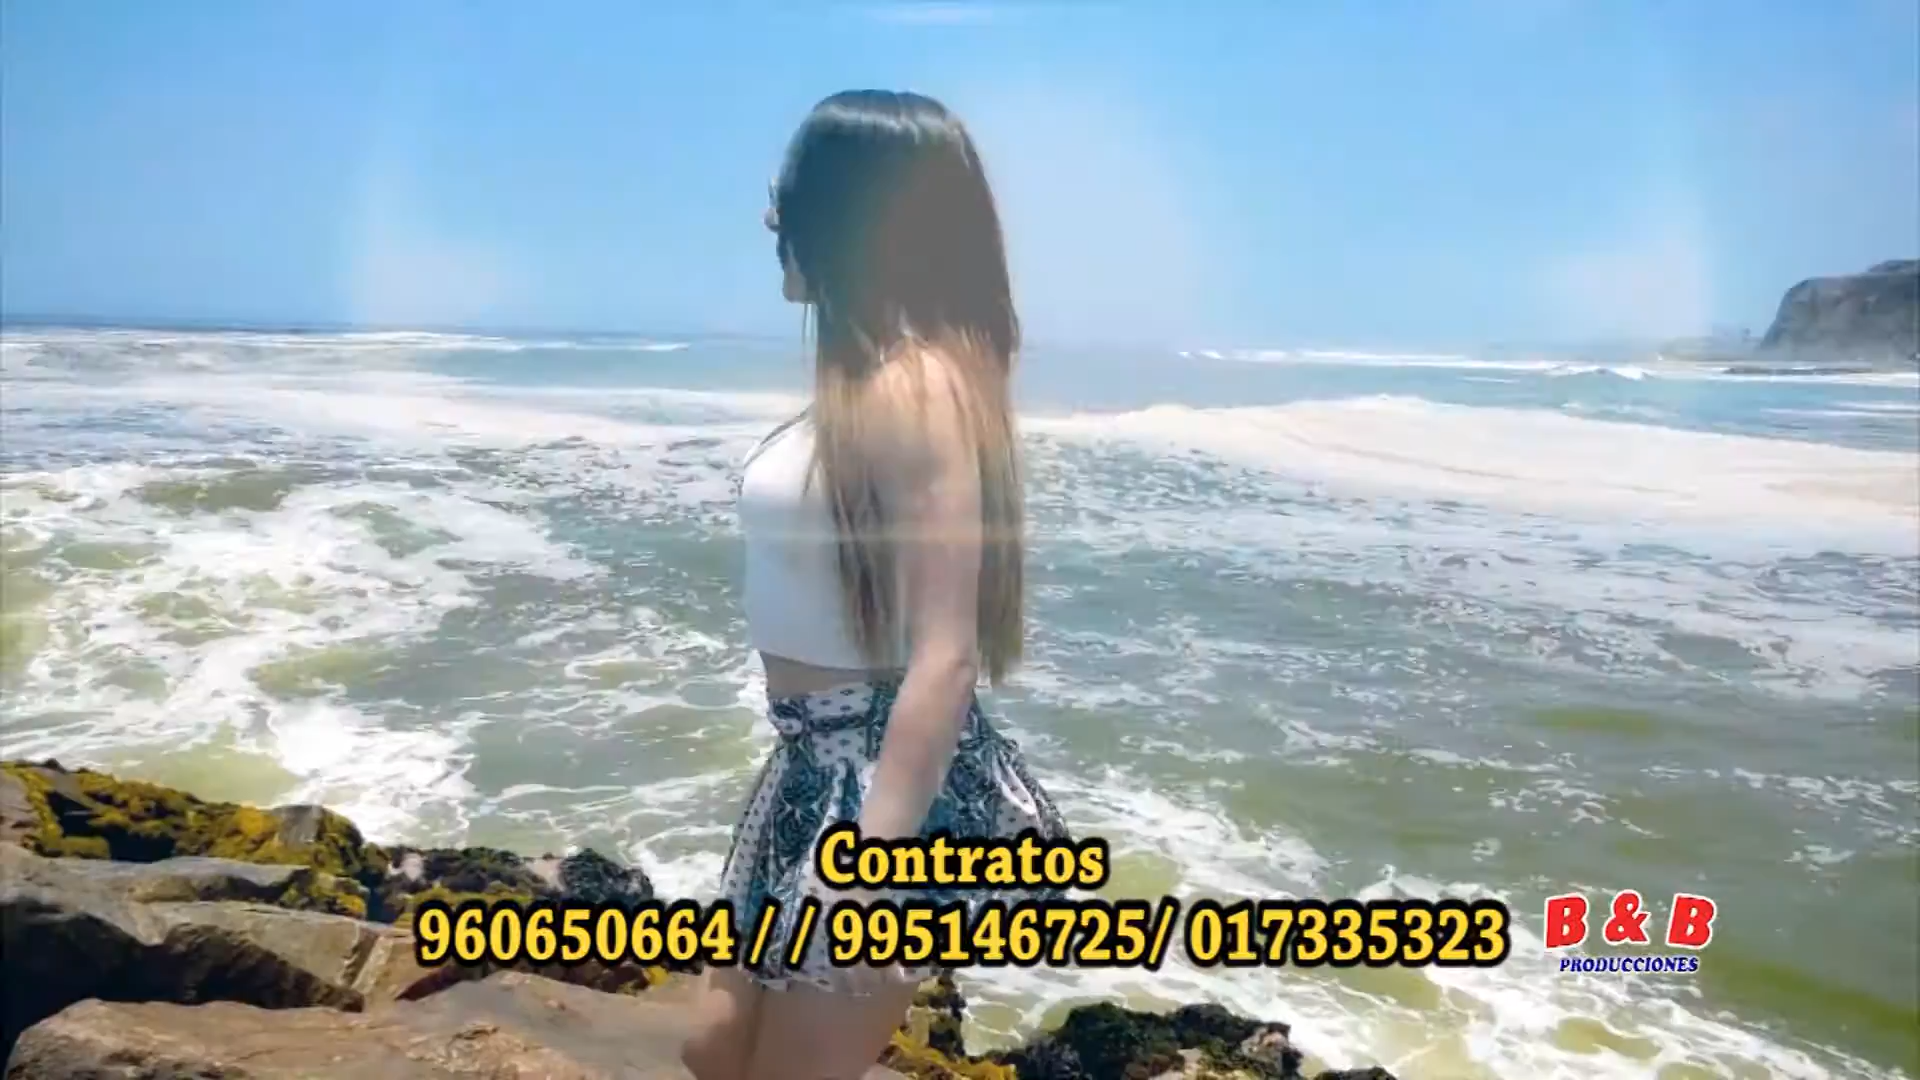 Contratos
960650664 / / 995146725/ 017335323
B & B
PRODUCCIONES